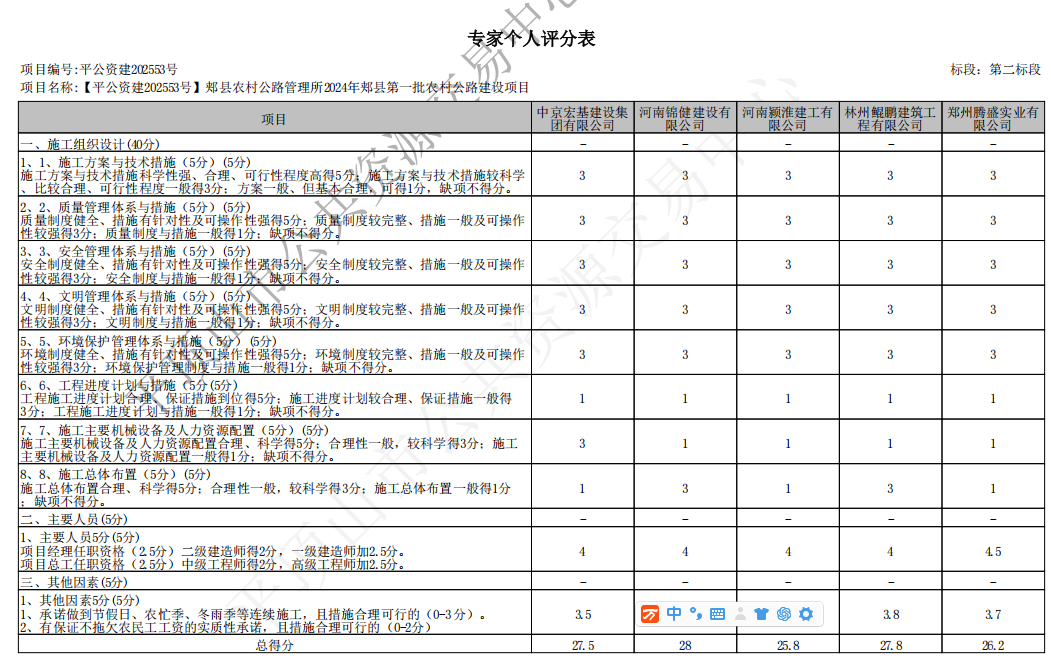 专家个人评分表
项目编号:平公资建202553号 标段：第二标段
项目名称:【平公资建202553号】郏县农村公路管理所2024年郏县第一批农村公路建设项目
项目 中京宏基建设集团有限公司 河南锦健建设有限公司 河南颍淮建工有限公司 林州鲲鹏建筑工程有限公司 郑州腾盛实业有限公司
一、施工组织设计(40分) － － － － －
1、1、施工方案与技术措施（5分）(5分)
施工方案与技术措施科学性强、合理、可行性程度高得5分；施工方案与技术措施较科学
、比较合理、可行性程度一般得3分；方案一般、但基本合理，可得1分，缺项不得分。
3 3 3 3 3
2、2、质量管理体系与措施（5分）(5分)
质量制度健全、措施有针对性及可操作性强得5分；质量制度较完整、措施一般及可操作
性较强得3分；质量制度与措施一般得1分；缺项不得分。
3 3 3 3 3
3、3、安全管理体系与措施（5分）(5分)
安全制度健全、措施有针对性及可操作性强得5分；安全制度较完整、措施一般及可操作
性较强得3分；安全制度与措施一般得1分；缺项不得分。
3 3 3 3 3
4、4、文明管理体系与措施（5分）(5分)
文明制度健全、措施有针对性及可操作性强得5分；文明制度较完整、措施一般及可操作
性较强得3分；文明制度与措施一般得1分；缺项不得分。
3 3 3 3 3
5、5、环境保护管理体系与措施（5分）(5分)
环境制度健全、措施有针对性及可操作性强得5分；环境制度较完整、措施一般及可操作
性较强得3分；环境保护管理制度与措施一般得1分；缺项不得分。
3 3 3 3 3
6、6、工程进度计划与措施（5分(5分)
工程施工进度计划合理、保证措施到位得5分；施工进度计划较合理、保证措施一般得
3分；工程施工进度计划与措施一般得1分；缺项不得分。
1 1 1 1 1
7、7、施工主要机械设备及人力资源配置（5分）(5分)
施工主要机械设备及人力资源配置合理、科学得5分；合理性一般，较科学得3分；施工
主要机械设备及人力资源配置一般得1分；缺项不得分。
3 1 1 1 1
8、8、施工总体布置（5分）(5分)
施工总体布置合理、科学得5分；合理性一般，较科学得3分；施工总体布置一般得1分
；缺项不得分。
1 3 1 3 1
二、主要人员(5分) － － － － －
1、主要人员5分(5分)
项目经理任职资格（2.5分）二级建造师得2分，一级建造师加2.5分。
项目总工任职资格（2.5分）中级工程师得2分，高级工程师加2.5分。
4 4 4 4 4.5
三、其他因素(5分) － － － － －
1、其他因素5分(5分)
1、承诺做到节假日、农忙季、冬雨季等连续施工，且措施合理可行的（0-3分）。
2、有保证不拖欠农民工工资的实质性承诺，且措施合理可行的（0-2分）
3.5 3.8 3.7
中
总得分 27.5 28 25.8 27.8 26.2
平顶山市公共资源交易中心
平顶山市公共资源交易中心